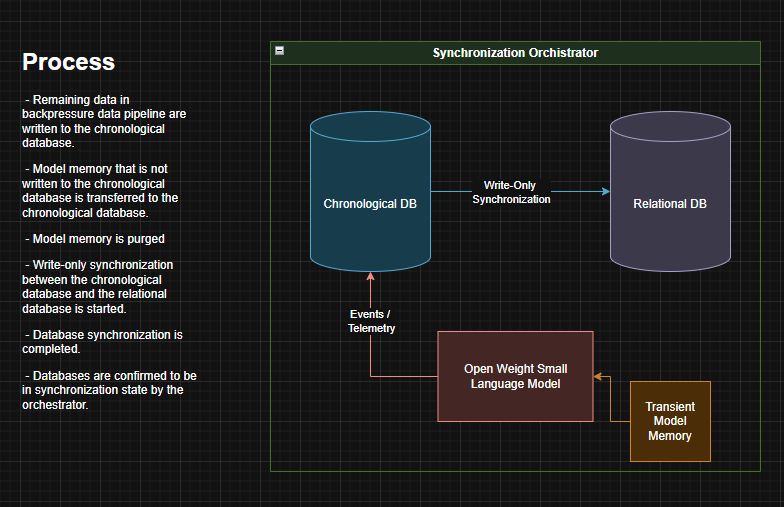 Process
- Remaining data in
backpressure data pipeline are
written to the chronological
database.
- Model memory that is not
written to the chronological
database is transferred to the
chronological database.
- Model memory is purged
- Write-only synchronization
between the chronological
database and the relational
database is started.
- Database synchronization is
completed.
- Databases are confirmed to be
in synchronization state by the
orchestrator.
Synchronization Orchistrator
Chronological DB
Write-Only
Synchronization
Relational DB
Events /
Telemetry
Open Weight Small
Language Model
Transient
Model
Memory